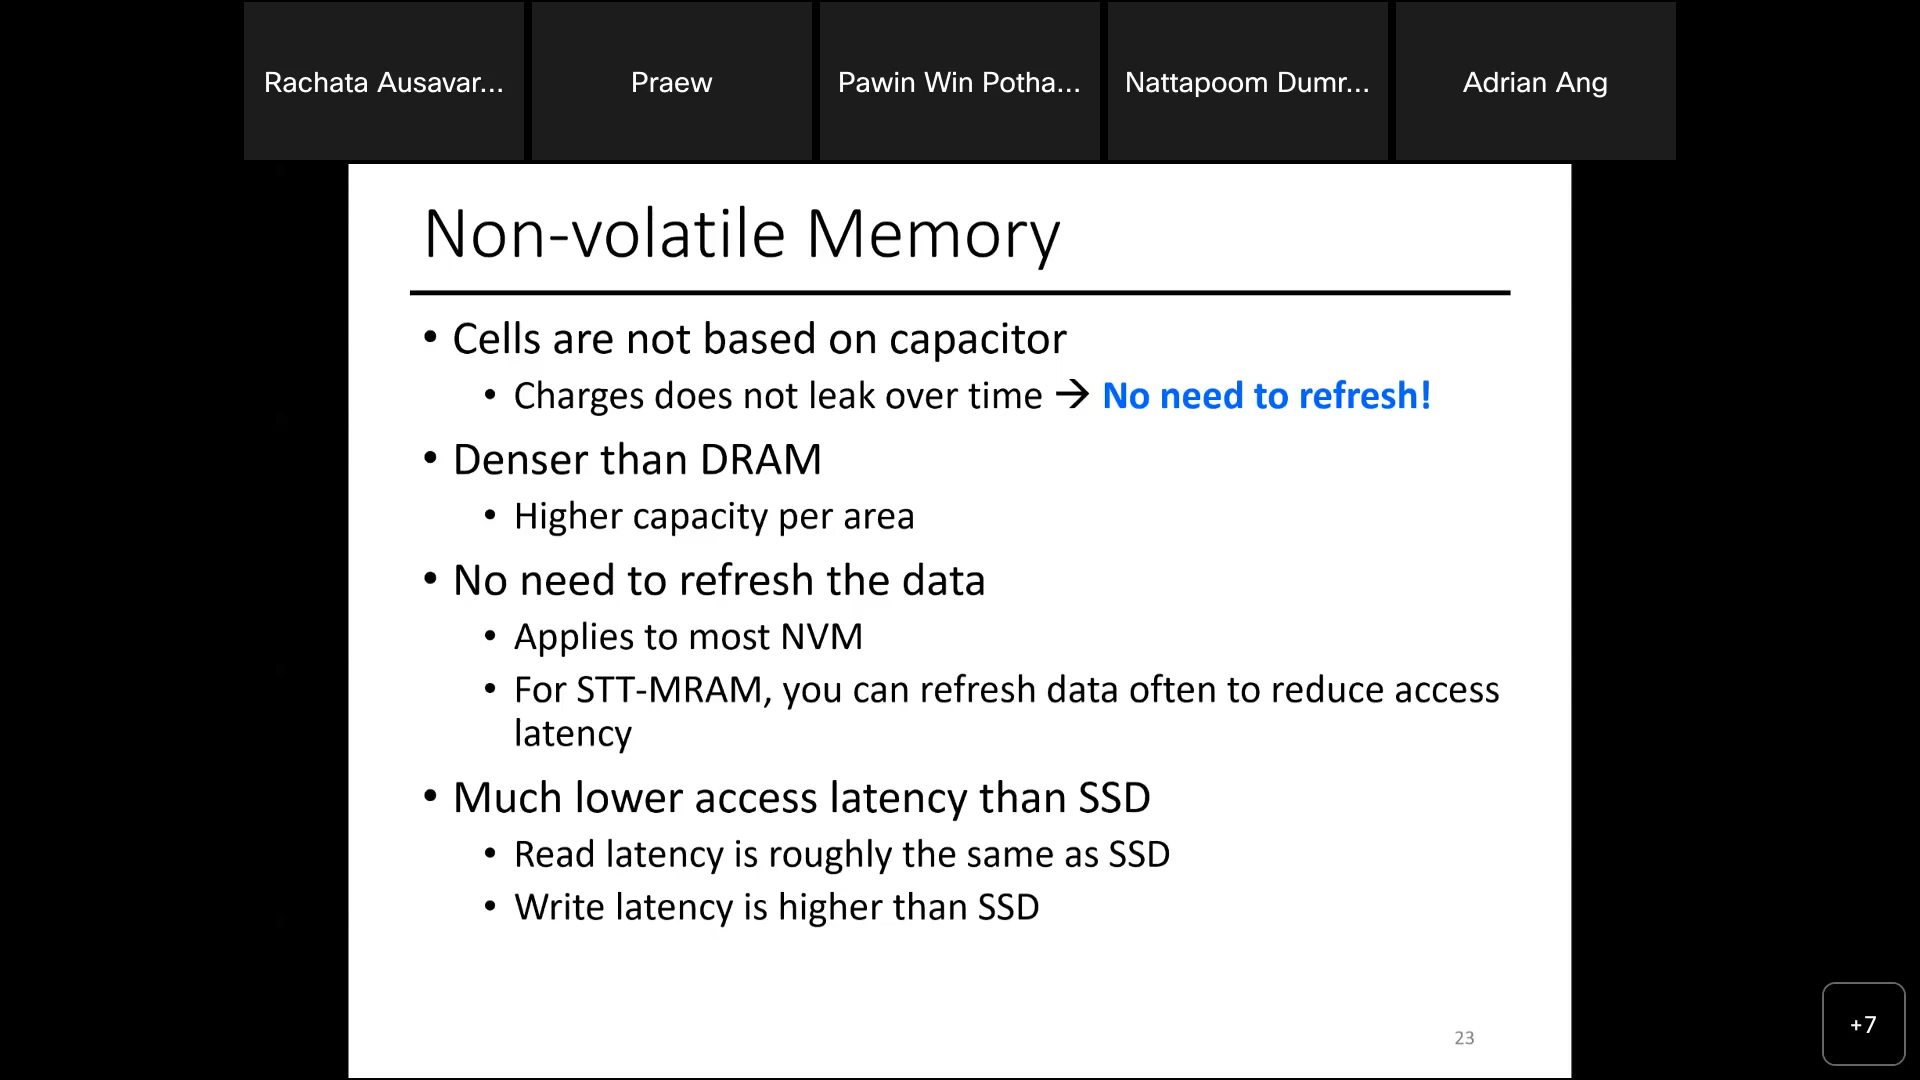 Rachata Ausavar...
Praew
Pawin Win Potha...
Nattapoom Dumr...
Adrian Ang
Non-volatile Memory
• Cells are not based on capacitor
• Charges does not leak over time → No need to refresh!
• Denser than DRAM
• Higher capacity per area
• No need to refresh the data
• Applies to most NVM
• For STT-MRAM, you can refresh data often to reduce access
latency
• Much lower access latency than SSD
• Read latency is roughly the same as SSD
• Write latency is higher than SSD
23
+7